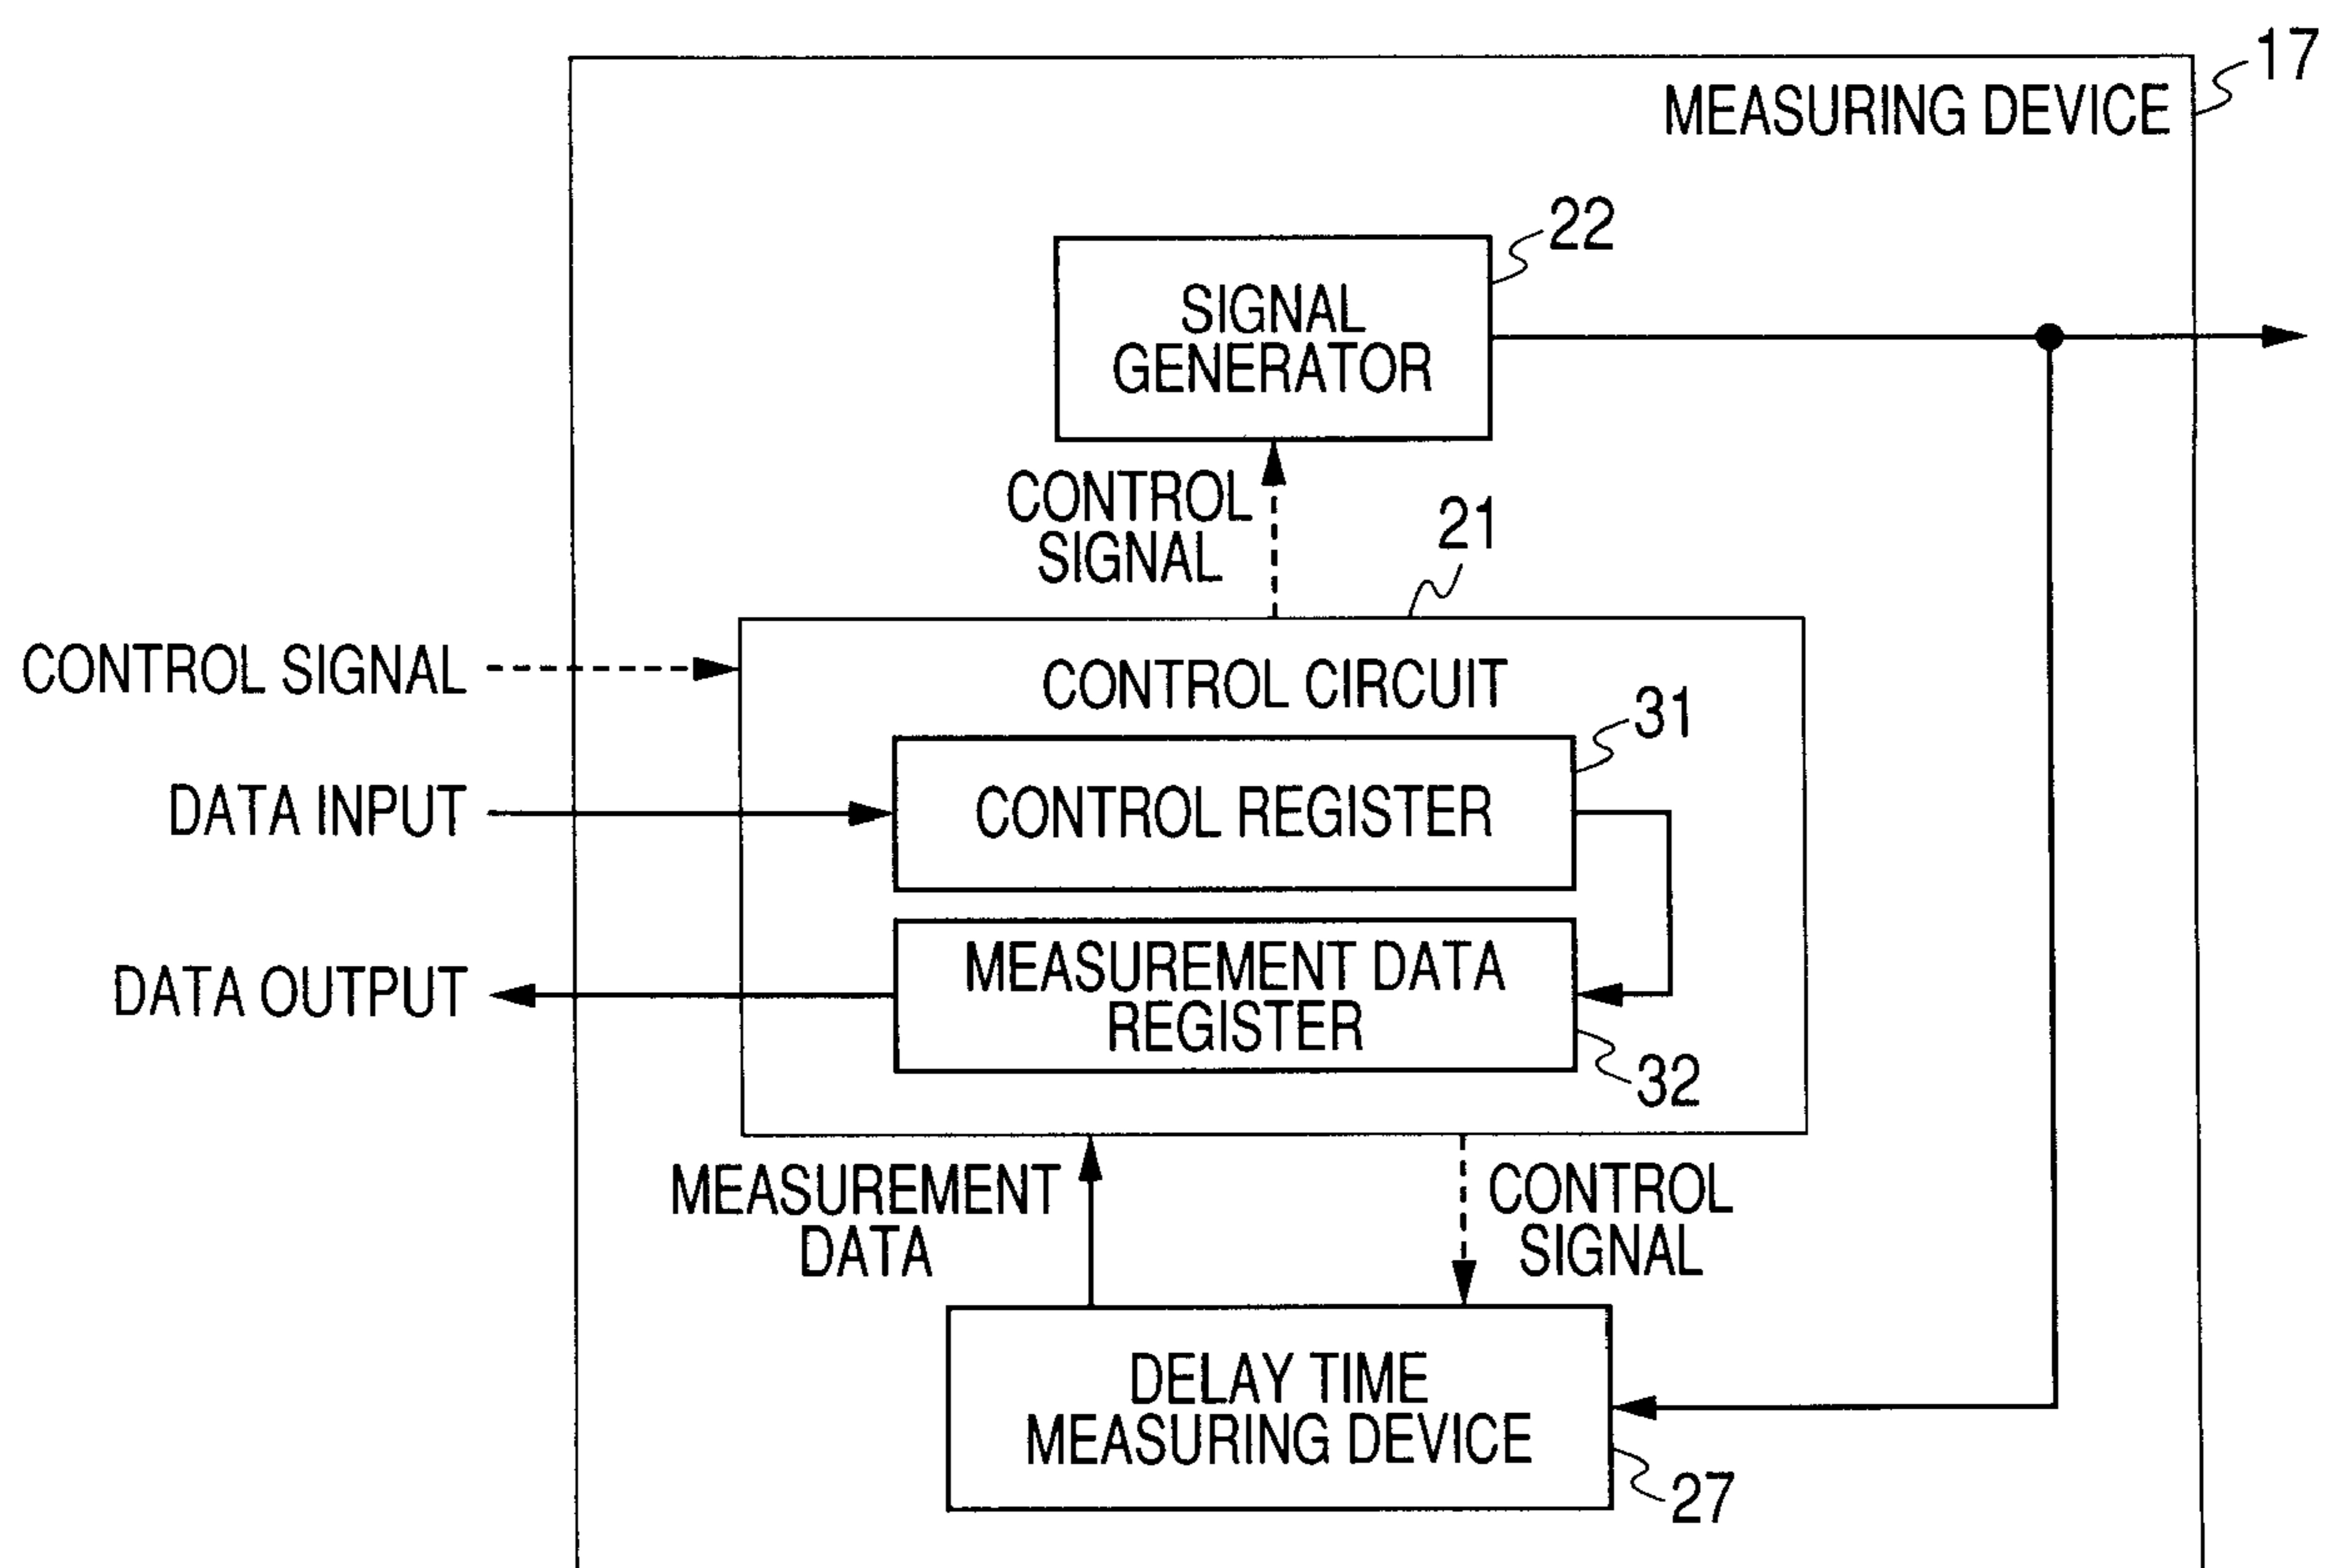 17
MEASURING DEVICE
22
SIGNAL
GENERATOR
CONTROL
SIGNAL
21
CONTROL SIGNAL
CONTROL CIRCUIT
31
DATA INPUT
CONTROL REGISTER
DATA OUTPUT
MEASUREMENT DATA
REGISTER
32
MEASUREMENT
DATA
CONTROL
SIGNAL
DELAY TIME
MEASURING DEVICE
27